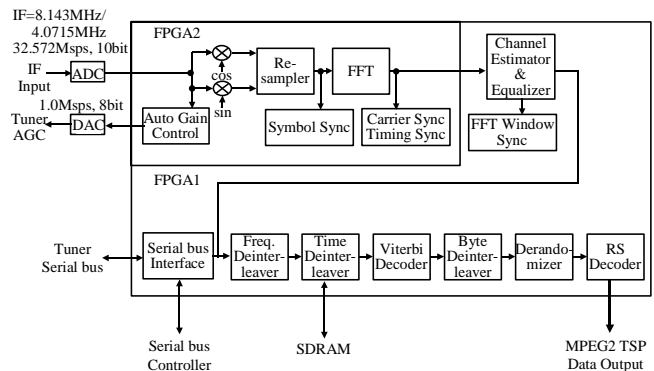 IF=8.143MHz/
4.0715MHz
32.572Msps, 10bit
IF
Input
ADC
1.0Msps, 8bit
Tuner
AGC
DAC
FPGA2
cos
sin
Auto Gain
Control
Re-
sampler
FFT
Symbol Sync
Carrier Sync
Timing Sync
Channel
Estimator
&
Equalizer
FFT Window
Sync
FPGA1
Tuner
Serial bus
Serial bus
Interface
Freq.
Deinter-
leaver
Time
Deinter-
leaver
Viterbi
Decoder
Byte
Deinter-
leaver
Derando-
mizer
RS
Decoder
Serial bus
Controller
SDRAM
MPEG2 TSP
Data Output